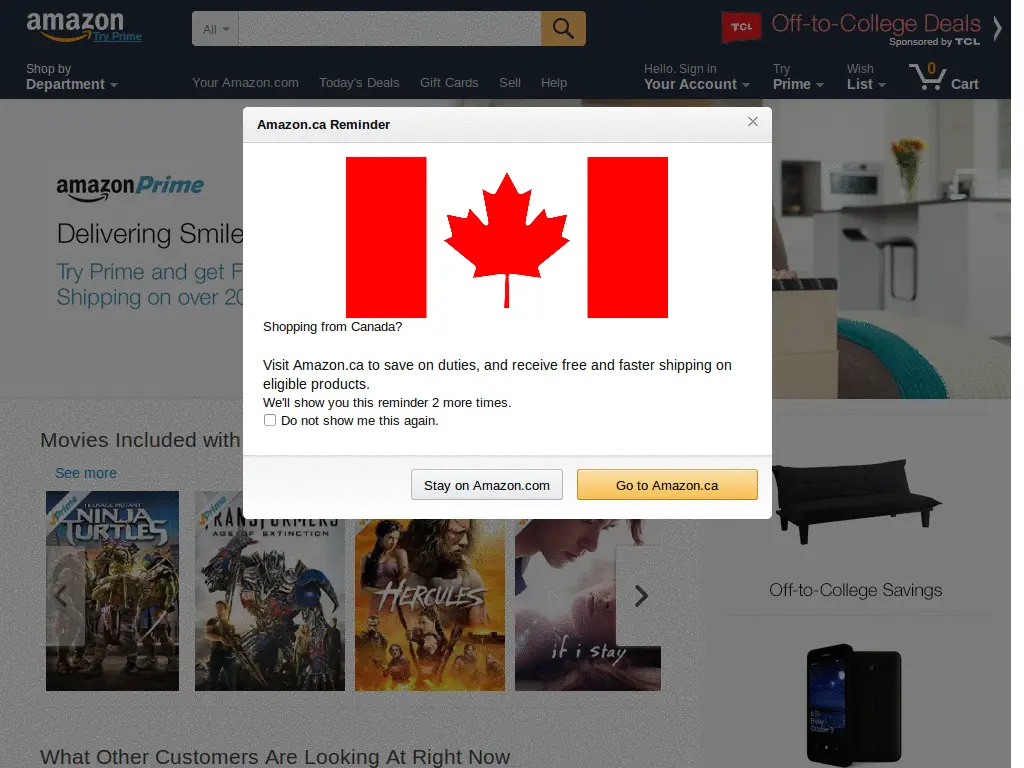 amazon
Try Prime
All
TCL
Off-to-College Deals
Sponsored by TCL
Shop by
Department
Your Amazon.com
Today's Deals
Gift Cards
Sell
Help
Hello. Sign in
Your Account
Try
Prime
Wish
List
0
Cart
Amazon.ca Reminder
amazonPrime
Delivering Smile
Try Prime and get F
Shipping on over 20
Shopping from Canada?
Visit Amazon.ca to save on duties, and receive free and faster shipping on
eligible products.
We'll show you this reminder 2 more times.
Do not show me this again.
Stay on Amazon.com
Go to Amazon.ca
Movies Included with
See more
Prime
TEENAGE MUTANT
NINJA
TURTLES
Prime
TRANSFORMERS
AGE OF EXTINCTION
HERCULES
if i stay
Off-to-College Savings
What Other Customers Are Looking At Right Now